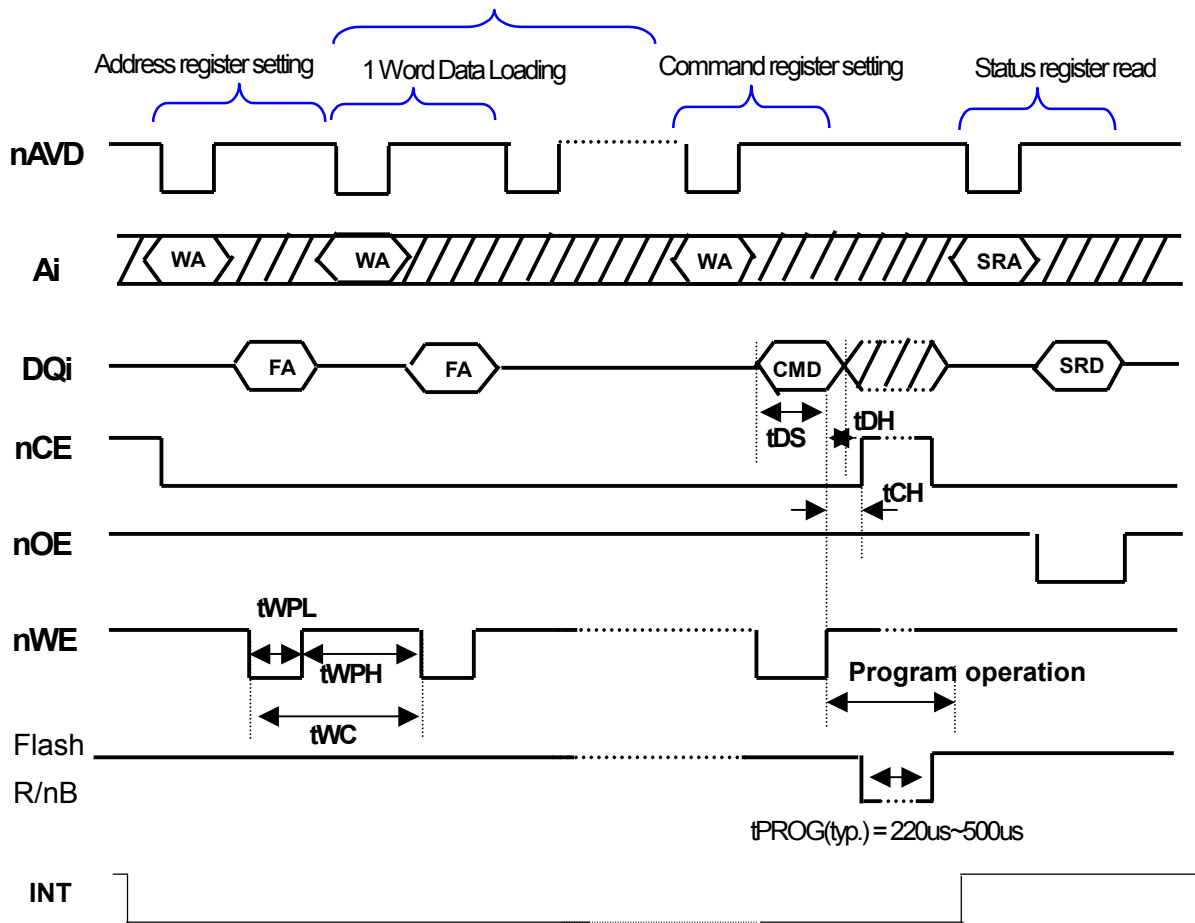 Address register setting
1 Word Data Loading
Command register setting
Status register read
nAVD
Ai
WA
WA
WA
SRA
DQi
FA
FA
CMD
SRD
tDS
tDH
nCE
tCH
nOE
tWPL
nWE
tWPH
Program operation
tWC
Flash
R/nB
tPROG(typ.) = 220us~500us
INT